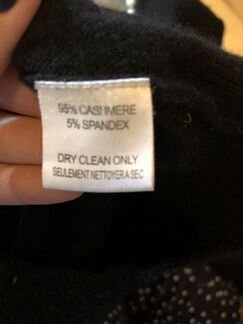 95% CASHMERE
5% SPANDEX
DRY CLEAN ONLY
SEULEMENT NETTOYER A SEC